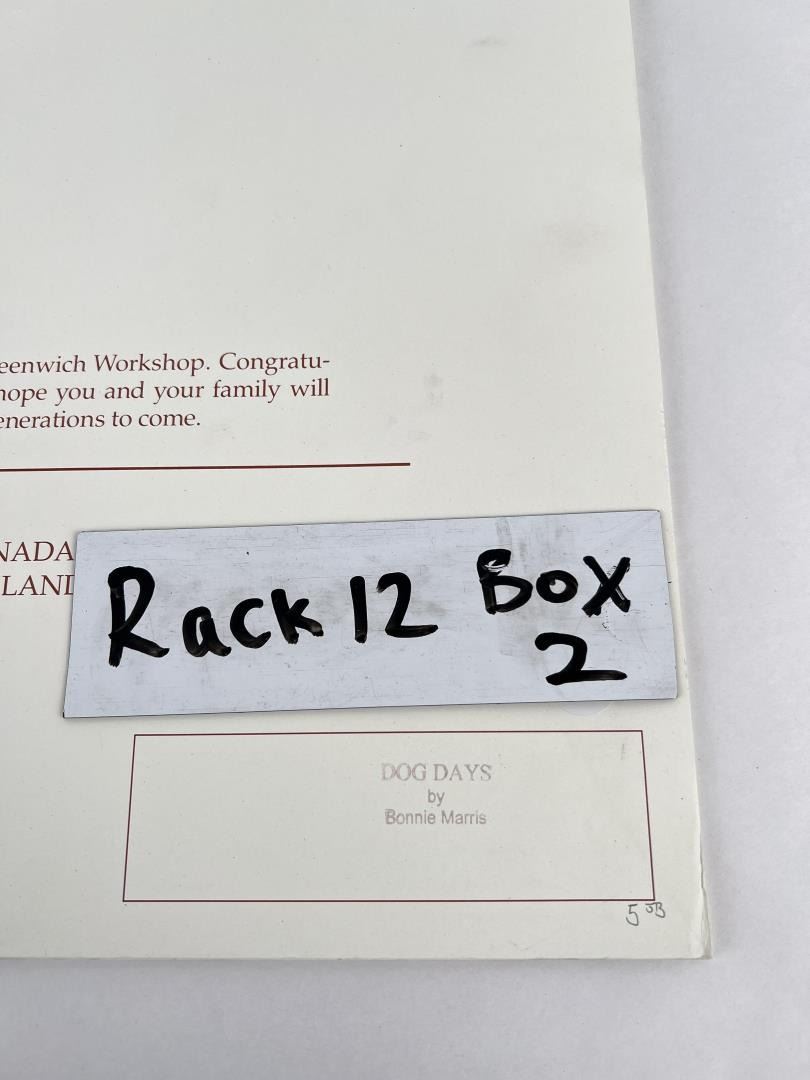 eenwich Workshop. Congratu-
hope you and your family will
enerations to come.
NADA
LAND
Rack 12 Box
2
DOG DAYS
by
Bonnie Marris